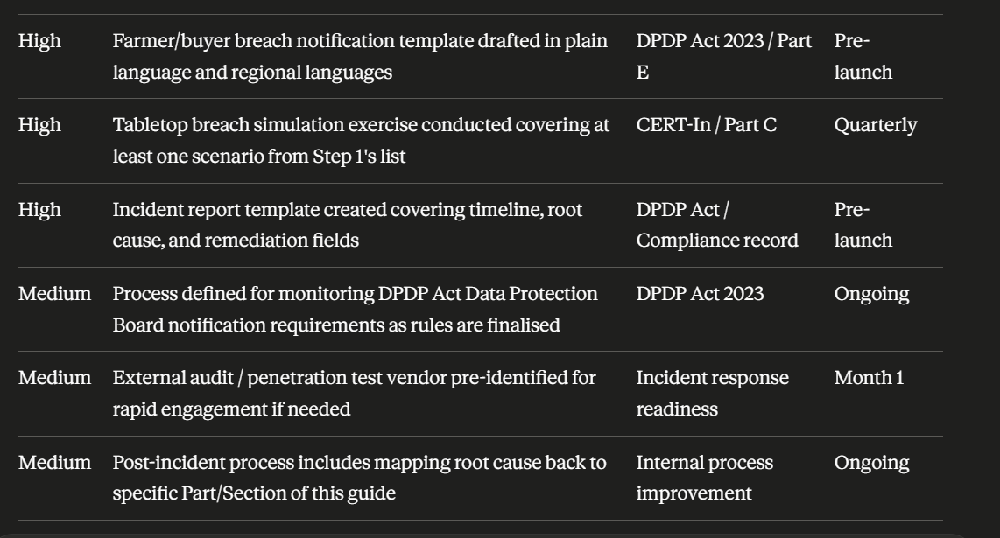 High Farmer/buyer breach notification template drafted in plain DPDP Act 2023 / Part Pre-
language and regional languages E launch
High Tabletop breach simulation exercise conducted covering at CERT-In / Part C Quarterly
least one scenario from Step 1's list
High Incident report template created covering timeline, root DPDP Act / Pre-
cause, and remediation fields Compliance record launch
Medium Process defined for monitoring DPDP Act Data Protection DPDP Act 2023 Ongoing
Board notification requirements as rules are finalised
Medium External audit / penetration test vendor pre-identified for Incident response Month 1
rapid engagement if needed readiness
Medium Post-incident process includes mapping root cause back to Internal process Ongoing
specific Part/Section of this guide improvement